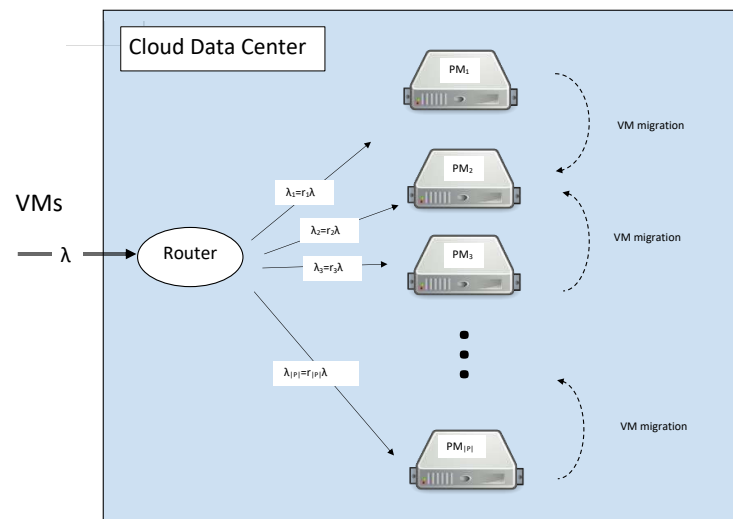 Cloud Data Center
PM₁
VM migration
PM₂
λ₁=r₁λ
VMs
λ₂=r₂λ
VM migration
λ
Router
λ₃=r₃λ
PM₃
λ|P|=r|P|λ
VM migration
PM|P|